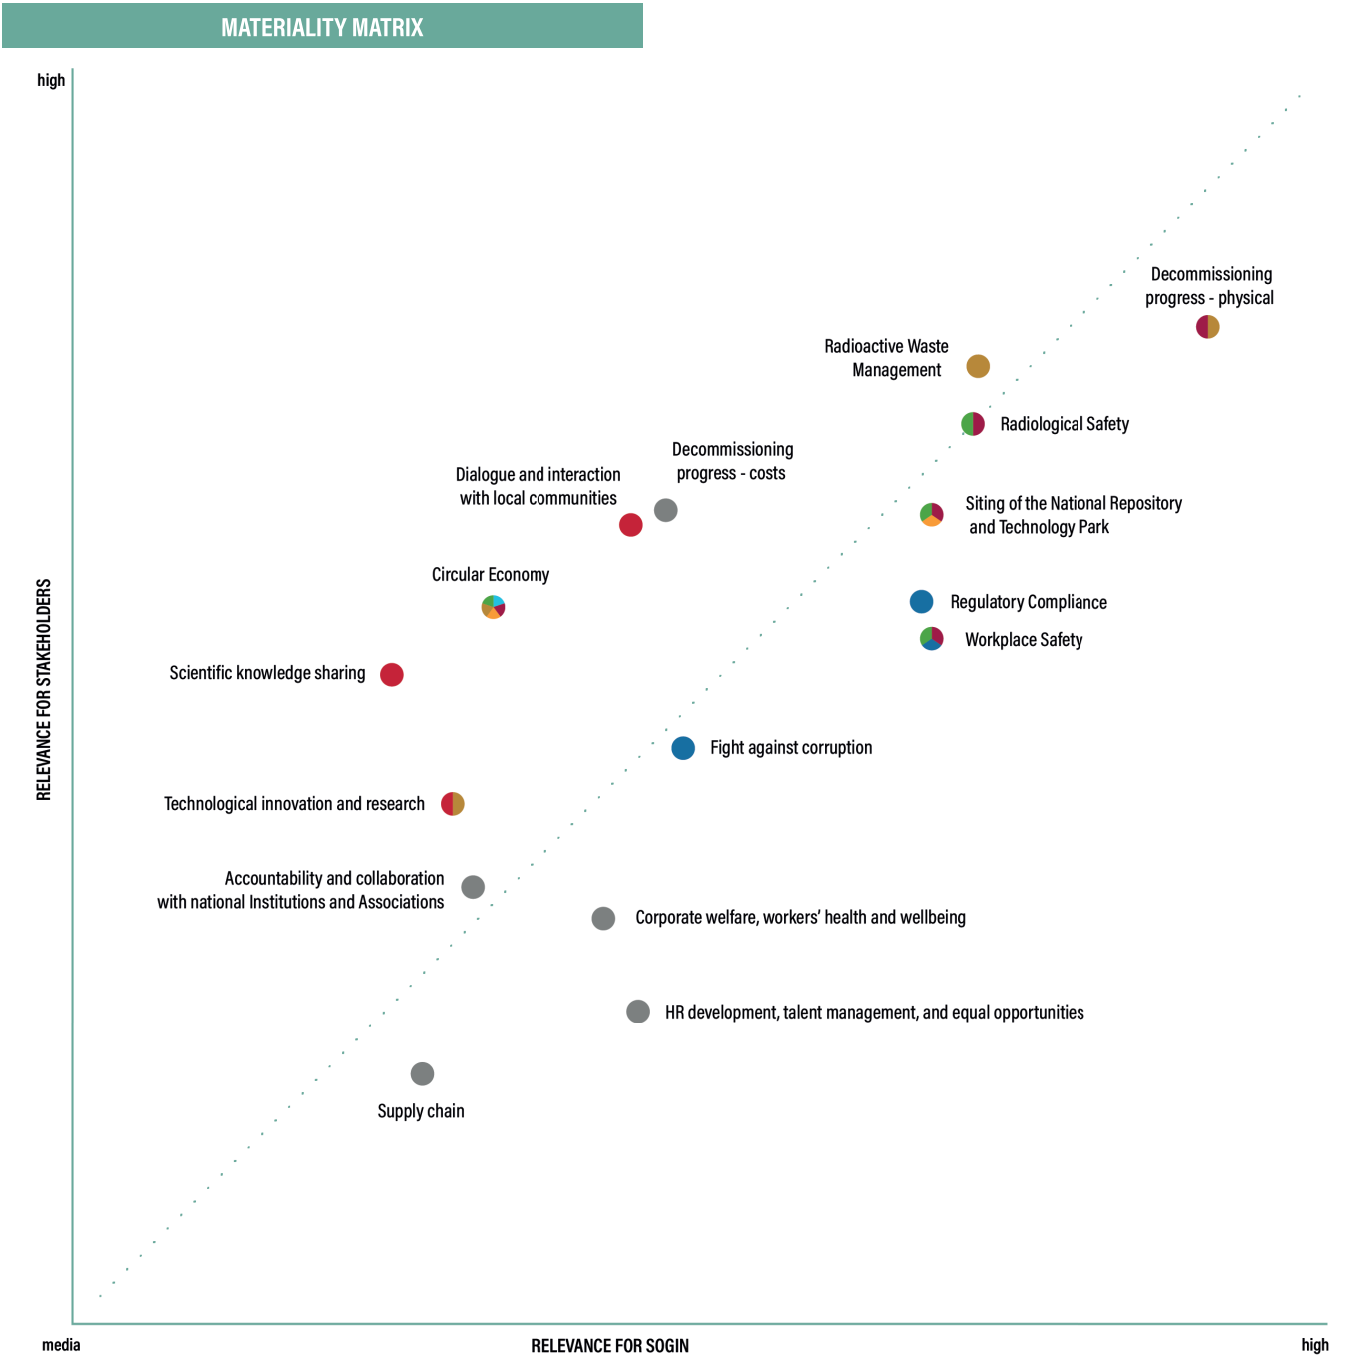 MATERIALITY MATRIX
high
Decommissioning
progress - physical
Radioactive Waste
Management
Radiological Safety
Decommissioning
progress - costs
Dialogue and interaction
with local communities
Siting of the National Repository
and Technology Park
Circular Economy
Regulatory Compliance
Workplace Safety
Scientific knowledge sharing
RELEVANCE FOR STAKEHOLDERS
Fight against corruption
Technological innovation and research
Accountability and collaboration
with national Institutions and Associations
Corporate welfare, workers’ health and wellbeing
HR development, talent management, and equal opportunities
Supply chain
media
RELEVANCE FOR SOGIN
high